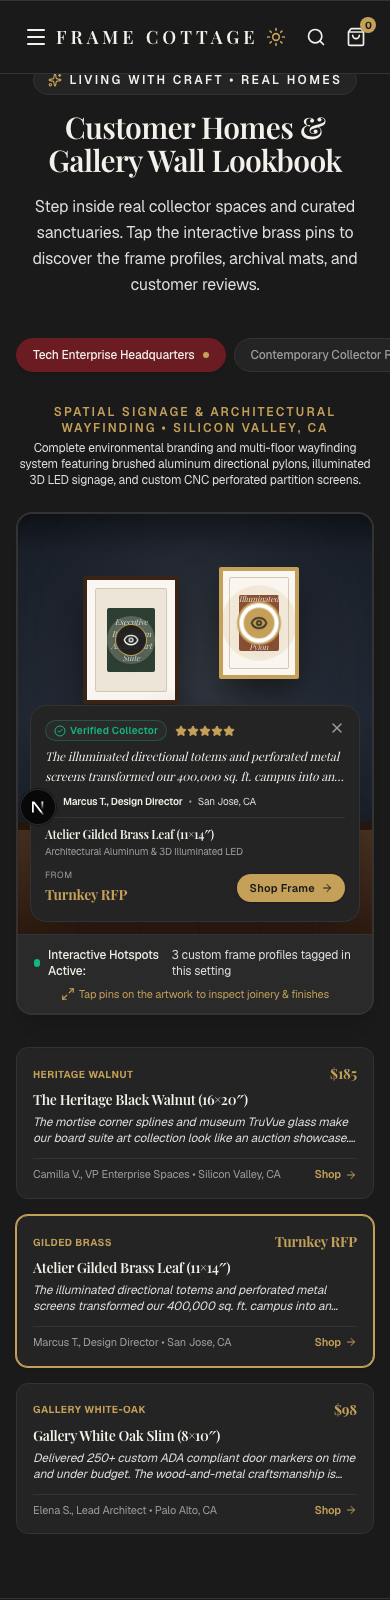 FRAME COTTAGE
0
LIVING WITH CRAFT • REAL HOMES
Customer Homes &
Gallery Wall Lookbook
Step inside real collector spaces and curated
sanctuaries. Tap the interactive brass pins to
discover the frame profiles, archival mats, and
customer reviews.
Tech Enterprise Headquarters
Contemporary Collector
SPATIAL SIGNAGE & ARCHITECTURAL
WAYFINDING • SILICON VALLEY, CA
Complete environmental branding and multi-floor wayfinding
system featuring brushed aluminum directional pylons, illuminated
3D LED signage, and custom CNC perforated partition screens.
Executive
Suite
Illuminated
Pylon
Verified Collector
The illuminated directional totems and perforated metal
screens transformed our 400,000 sq. ft. campus into an...
N
Marcus T., Design Director • San Jose, CA
Atelier Gilded Brass Leaf (11×14″)
Architectural Aluminum & 3D Illuminated LED
FROM
Turnkey RFP
Shop Frame →
Interactive Hotspots
Active:
3 custom frame profiles tagged in
this setting
Tap pins on the artwork to inspect joinery & finishes
HERITAGE WALNUT
$185
The Heritage Black Walnut (16×20″)
The mortise corner splines and museum TruVue glass make
our board suite art collection look like an auction showcase....
Camilla V., VP Enterprise Spaces • Silicon Valley, CA
Shop →
GILDED BRASS
Turnkey RFP
Atelier Gilded Brass Leaf (11×14″)
The illuminated directional totems and perforated metal
screens transformed our 400,000 sq. ft. campus into an...
Marcus T., Design Director • San Jose, CA
Shop →
GALLERY WHITE-OAK
$98
Gallery White Oak Slim (8×10″)
Delivered 250+ custom ADA compliant door markers on time
and under budget. The wood-and-metal craftsmanship is...
Elena S., Lead Architect • Palo Alto, CA
Shop →